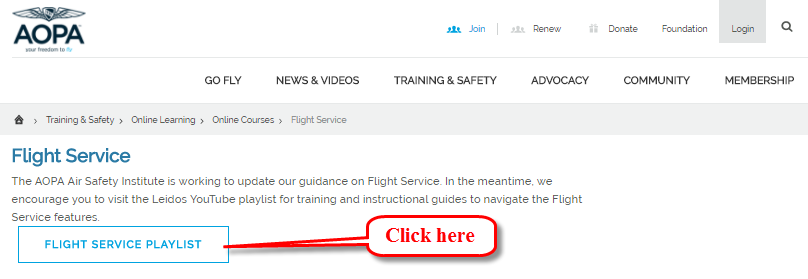 AOPA
your freedom to fly
Join
Renew
Donate
Foundation
Login
GO FLY
NEWS & VIDEOS
TRAINING & SAFETY
ADVOCACY
COMMUNITY
MEMBERSHIP
Training & Safety > Online Learning > Online Courses > Flight Service
Flight Service
The AOPA Air Safety Institute is working to update our guidance on Flight Service. In the meantime, we
encourage you to visit the Leidos YouTube playlist for training and instructional guides to navigate the Flight
Service features.
FLIGHT SERVICE PLAYLIST
Click here